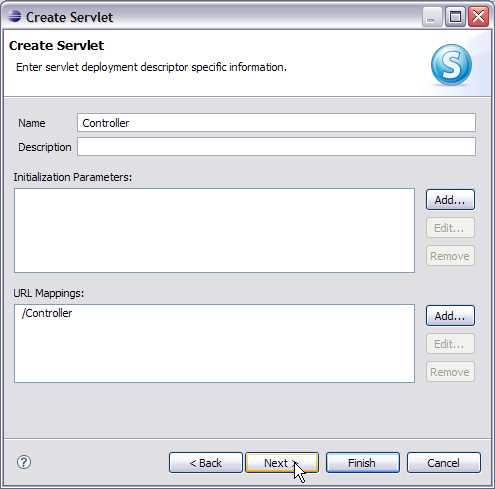 Create Servlet
Create Servlet
Enter servlet deployment descriptor specific information.
S
Name Controller
Description
Initialization Parameters:
Add...
Edit...
Remove
URL Mappings:
/Controller
Add...
Edit...
Remove
? < Back Next > Finish Cancel